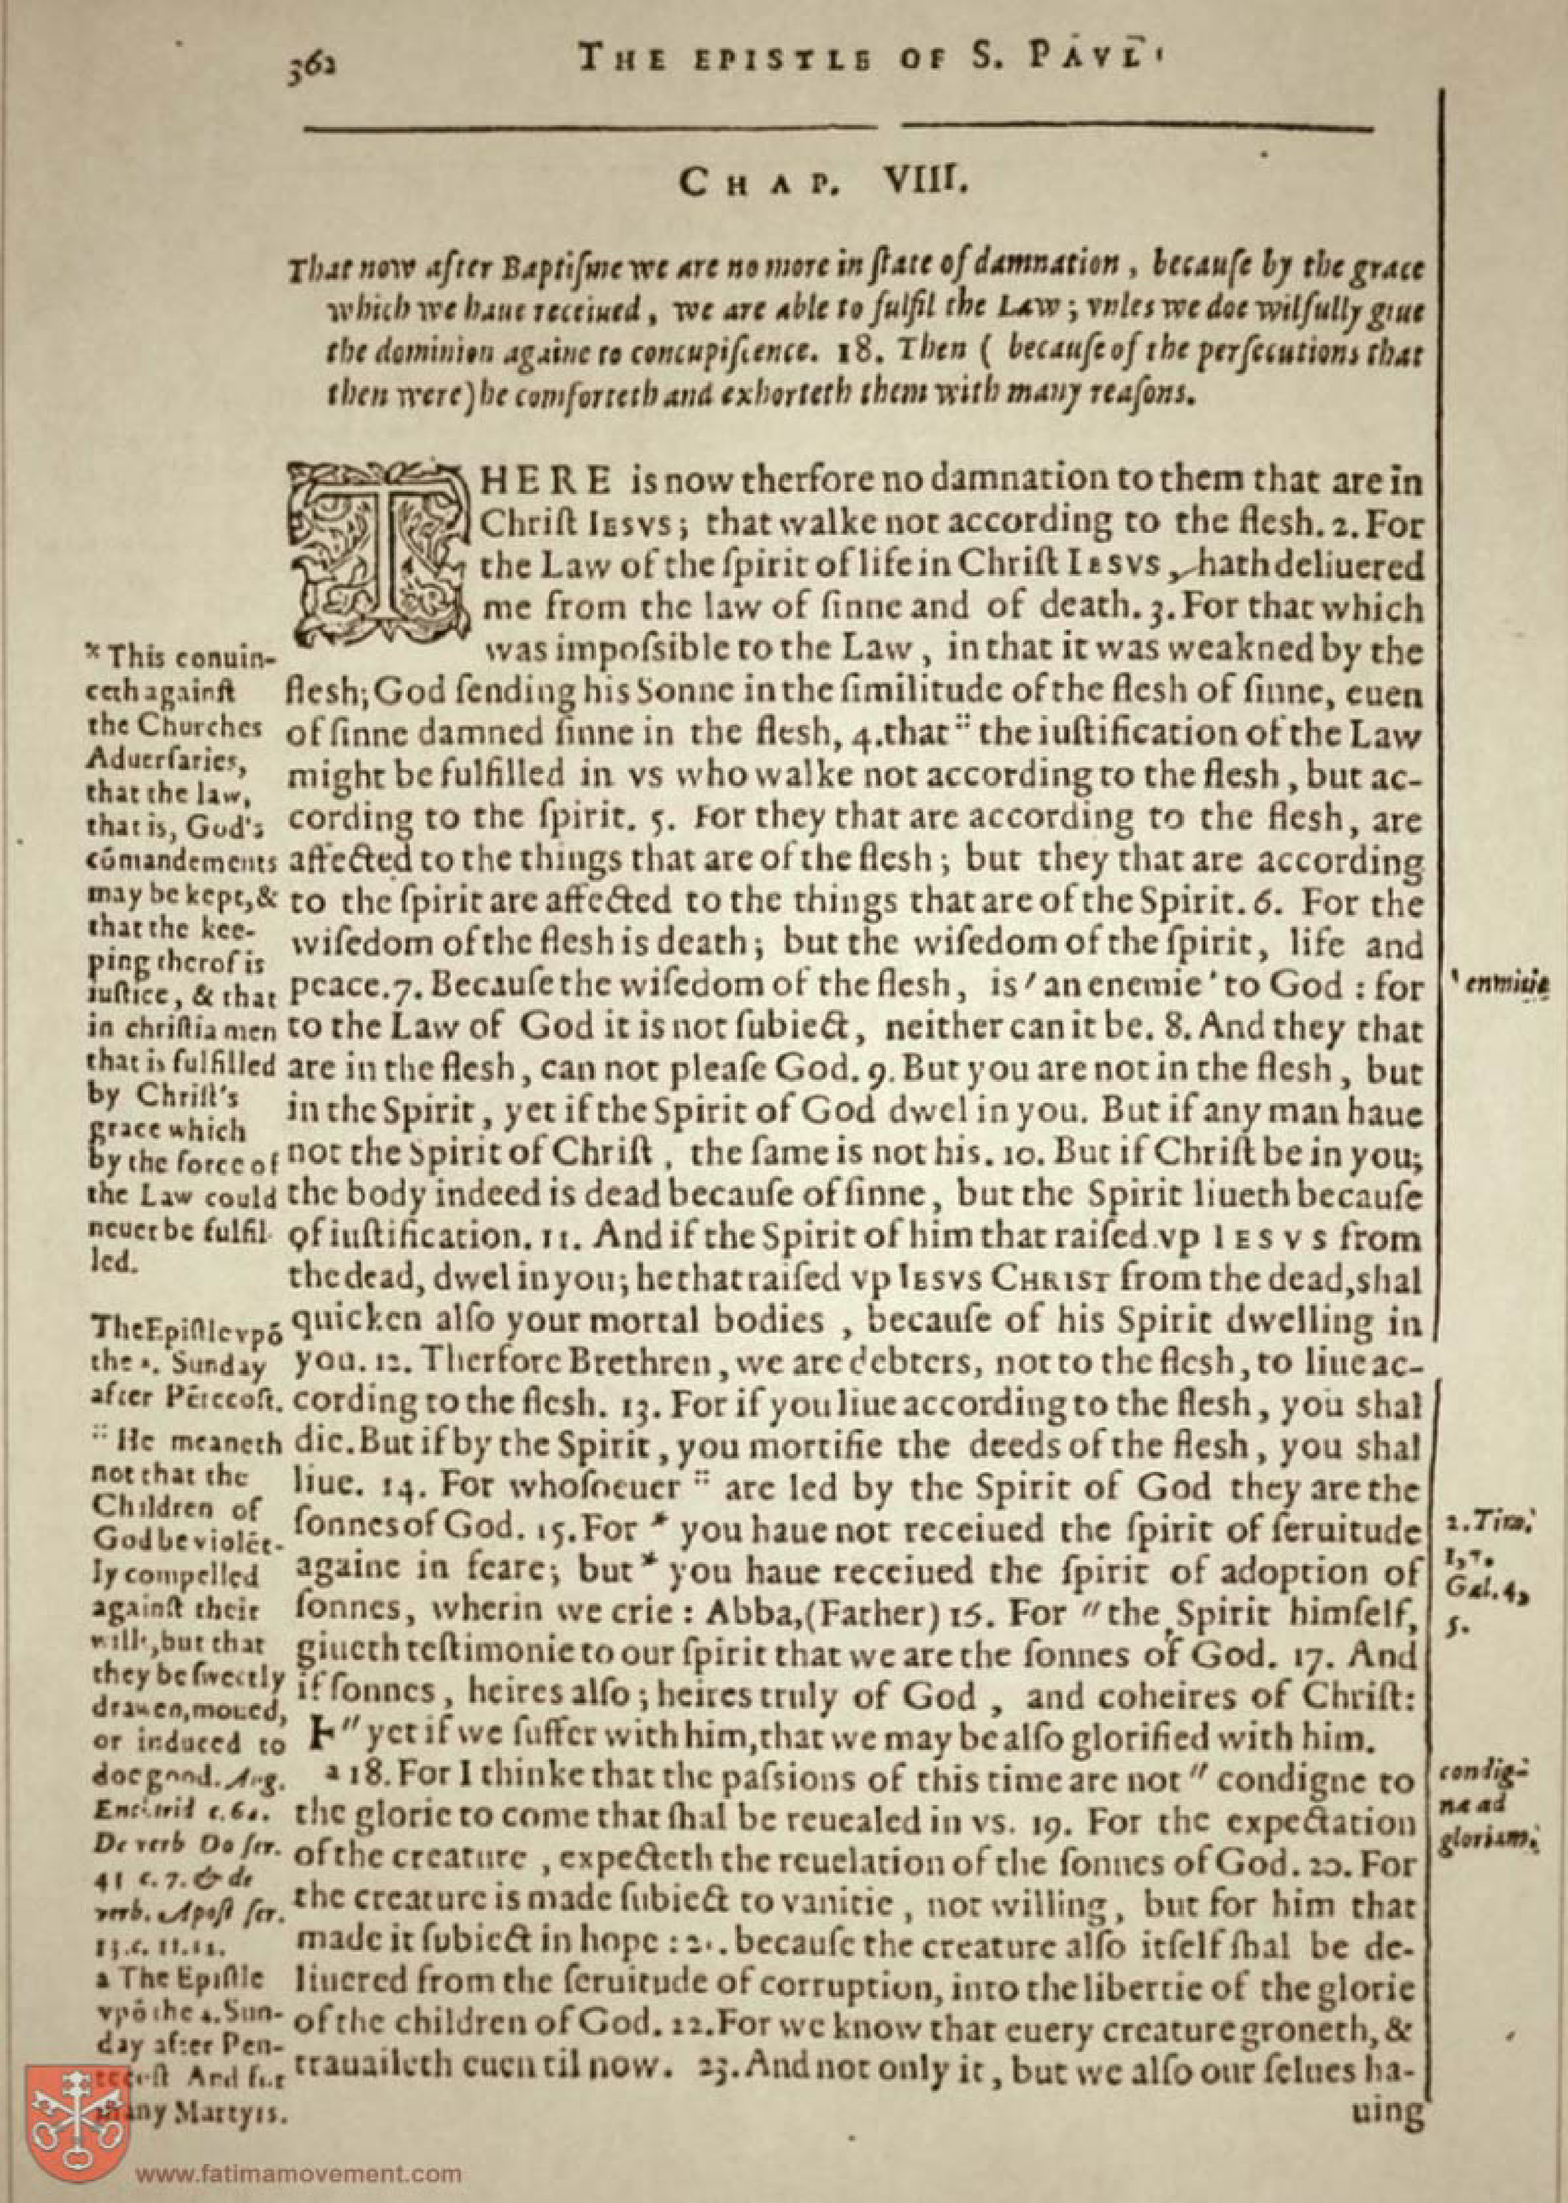 362
THE EPISTLE OF S. PAVL
CHAP. VIII.
That now after Baptiſme we are no more in ſtate of damnation, becauſe by the grace
which we haue receiued, we are able to fulfil the Law; vnles we doe wilfully giue
the dominion againe to concupiſcence. 18. Then ( becauſe of the perſecutions that
then were) he comforteth and exhorteth them with many reaſons.
THERE is now therfore no damnation to them that are in
Chriſt IESVS; that walke not according to the fleſh. 2. For
the Law of the ſpirit of life in Chriſt IESVS, hath deliuered
me from the law of ſinne and of death. 3. For that which
was impoſsible to the Law, in that it was weakned by the
fleſh; God ſending his Sonne in the ſimilitude of the fleſh of ſinne, euen
of ſinne damned ſinne in the fleſh, 4. that :: the iuſtification of the Law
might be fulfilled in vs who walke not according to the fleſh, but ac-
cording to the ſpirit. 5. For they that are according to the fleſh, are
affected to the things that are of the fleſh; but they that are according
to the ſpirit are affected to the things that are of the Spirit. 6. For the
wiſedom of the fleſh is death; but the wiſedom of the ſpirit, life and
peace. 7. Becauſe the wiſedom of the fleſh, is ' an enemie ' to God : for
to the Law of God it is not ſubiect, neither can it be. 8. And they that
are in the fleſh, can not pleaſe God. 9. But you are not in the fleſh, but
in the Spirit, yet if the Spirit of God dwel in you. But if any man haue
not the Spirit of Chriſt, the ſame is not his. 10. But if Chriſt be in you;
the body indeed is dead becauſe of ſinne, but the Spirit liueth becauſe
of iuſtification. 11. And if the Spirit of him that raiſed vp IESVS from
the dead, dwel in you; he that raiſed vp IESVS CHRIST from the dead, shal
quicken alſo your mortal bodies, becauſe of his Spirit dwelling in
you. 12. Therfore Brethren, we are debters, not to the fleſh, to liue ac-
cording to the fleſh. 13. For if you liue according to the fleſh, you shal
die. But if by the Spirit, you mortifie the deeds of the fleſh, you shal
liue. 14. For whoſoeuer :: are led by the Spirit of God they are the
ſonnes of God. 15. For * you haue not receiued the ſpirit of ſeruitude
againe in feare; but * you haue receiued the ſpirit of adoption of
ſonnes, wherin we crie : Abba, (Father) 16. For " the Spirit himſelf,
giueth teſtimonie to our ſpirit that we are the ſonnes of God. 17. And
if ſonnes, heires alſo; heires truly of God, and coheires of Chriſt:
" yet if we ſuffer with him, that we may be alſo glorified with him.
a 18. For I thinke that the paſsions of this time are not " condigne to
the glorie to come that ſhal be reuealed in vs. 19. For the expectation
of the creature, expecteth the reuelation of the ſonnes of God. 20. For
the creature is made ſubiect to vanitie, not willing, but for him that
made it ſubiect in hope : 21. becauſe the creature alſo itſelf ſhal be de-
liuered from the ſeruitude of corruption, into the libertie of the glorie
of the children of God. 22. For we know that euery creature groneth, &
trauaileth euen til now. 23. And not only it, but we alſo our ſelues ha-
uing
* This conuin-
ceth againſt
the Churches
Aduerſaries,
that the law,
that is, God's
cõmandements
may be kept, &
that the kee-
ping therof is
iuſtice, & that
in chriſtiã men
that is fulfilled
by Chriſt's
grace which
by the force of
the Law could
neuer be fulfil-
led.
The Epiſtle vpõ
the Sunday
after Pẽtecoſt.
:: He meaneth
not that the
Children of
God be violẽt-
ly compelled
againſt their
will, but that
they be ſweetly
drawen, moued,
or induced to
doe good. Aug.
Enchirid c. 64.
De verb Do ſer.
41 c. 7. & de
verb. Apoſt ſer.
13. c. 11.12.
a The Epiſtle
vpõ the 4. Sun-
day after Pen-
tecoſt And for
many Martyrs.
' enmitie
2. Tim.
1, 7.
Gal. 4,
5.
condig-
na ad
gloriam.
www.fatimamovement.com